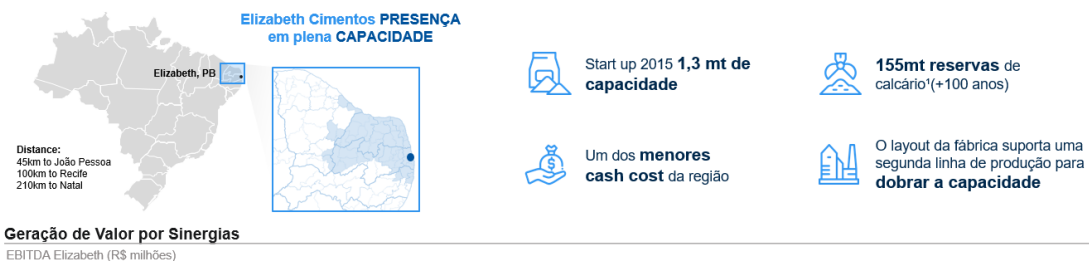 Elizabeth Cimentos PRESENÇA
em plena CAPACIDADE
Elizabeth, PB
Distance:
45km to João Pessoa
100km to Recife
210km to Natal
Start up 2015 1,3 mt de
capacidade
155mt reservas de
calcário¹(+100 anos)
Um dos menores
cash cost da região
O layout da fábrica suporta uma
segunda linha de produção para
dobrar a capacidade
Geração de Valor por Sinergias
EBITDA Elizabeth (R$ milhões)